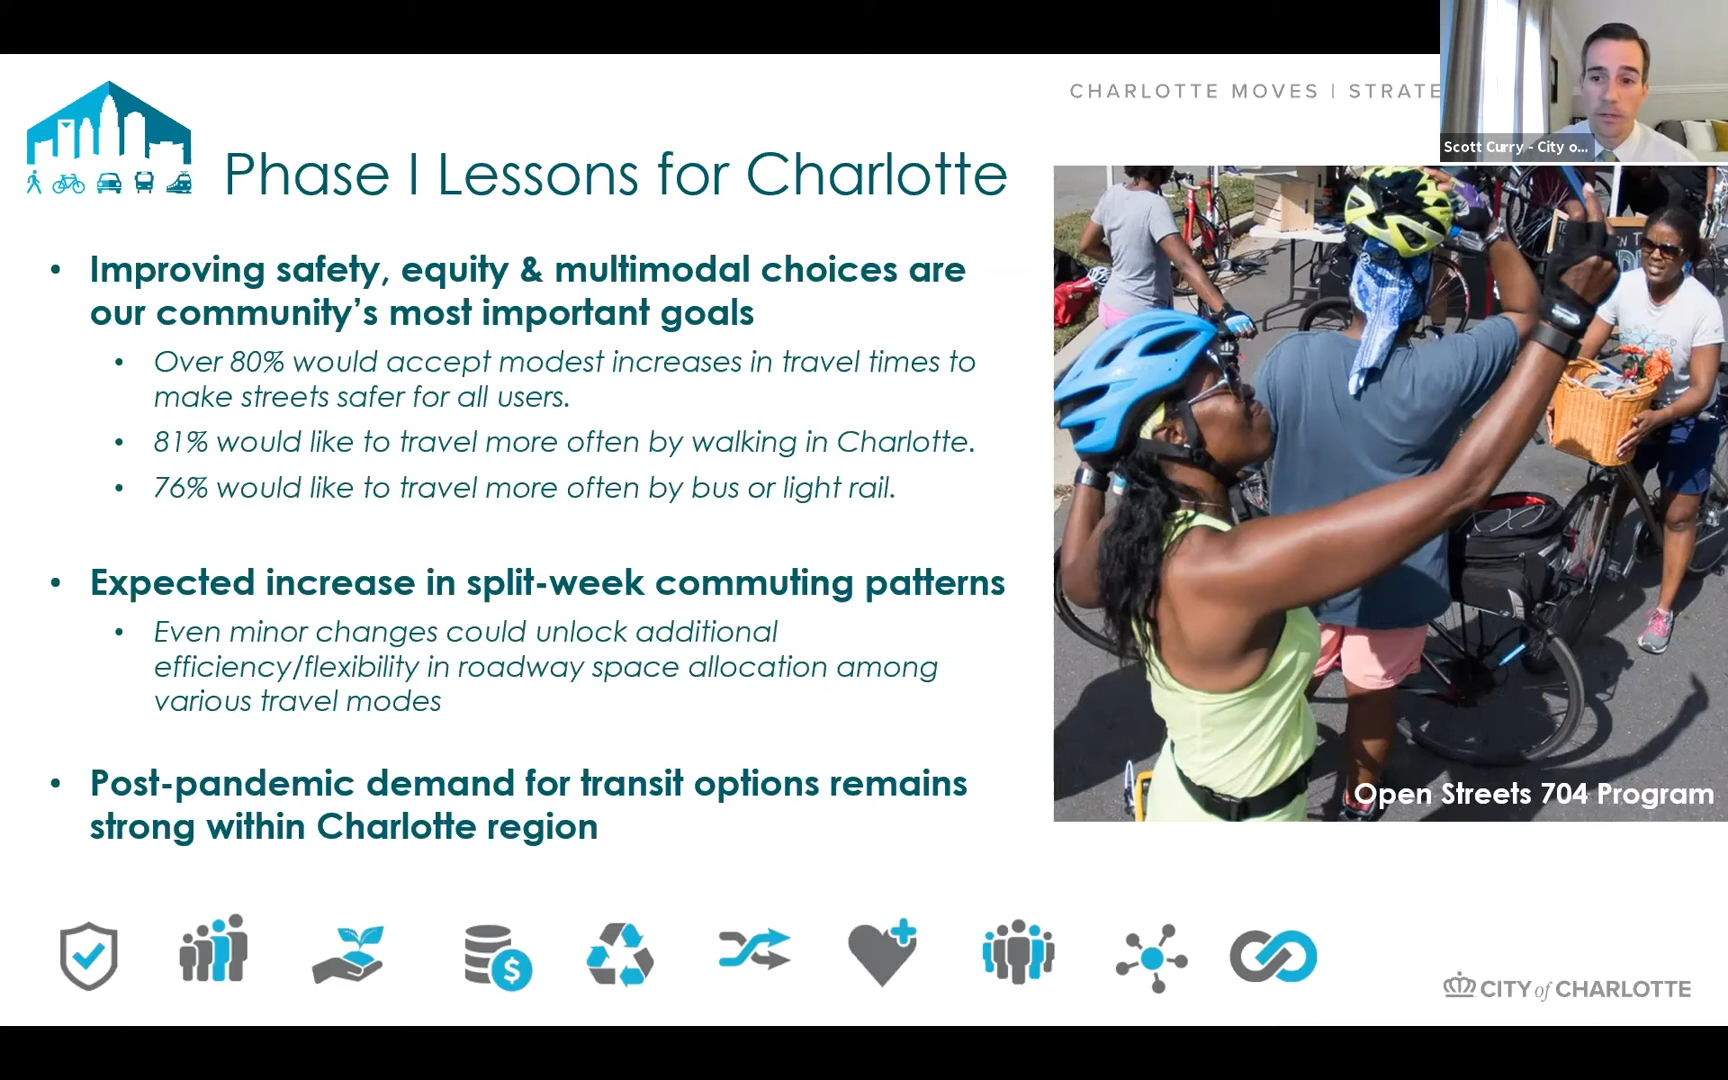 CHARLOTTE MOVES | STRATE
Scott Curry - City o...
Phase I Lessons for Charlotte
• Improving safety, equity & multimodal choices are
our community's most important goals
• Over 80% would accept modest increases in travel times to
make streets safer for all users.
• 81% would like to travel more often by walking in Charlotte.
• 76% would like to travel more often by bus or light rail.
• Expected increase in split-week commuting patterns
• Even minor changes could unlock additional
efficiency/flexibility in roadway space allocation among
various travel modes
• Post-pandemic demand for transit options remains
strong within Charlotte region
Open Streets 704 Program
$
CITY of CHARLOTTE